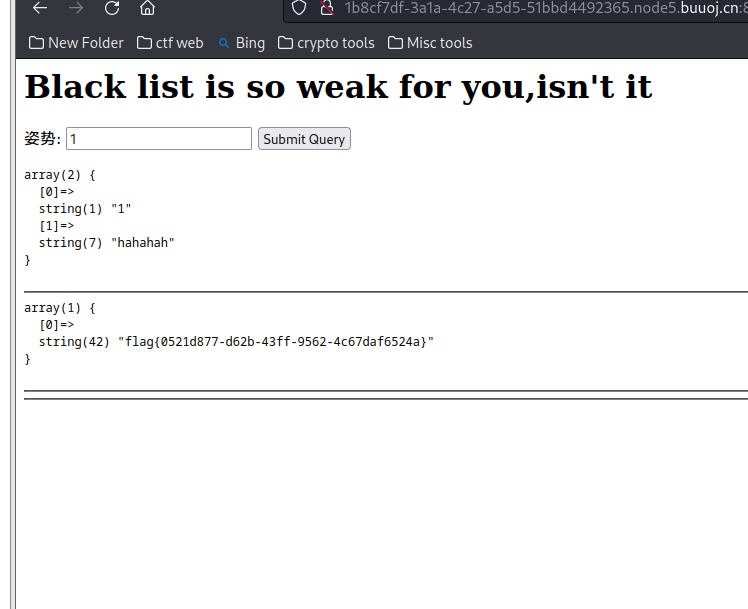 1b8cf7df-3a1a-4c27-a5d5-51bbd4492365.node5.buuoj.cn:8
New Folder ctf web Bing crypto tools Misc tools
Black list is so weak for you,isn't it
姿势: 1 Submit Query
array(2) {
[0]=>
string(1) "1"
[1]=>
string(7) "hahahah"
}
array(1) {
[0]=>
string(42) "flag{0521d877-d62b-43ff-9562-4c67daf6524a}"
}